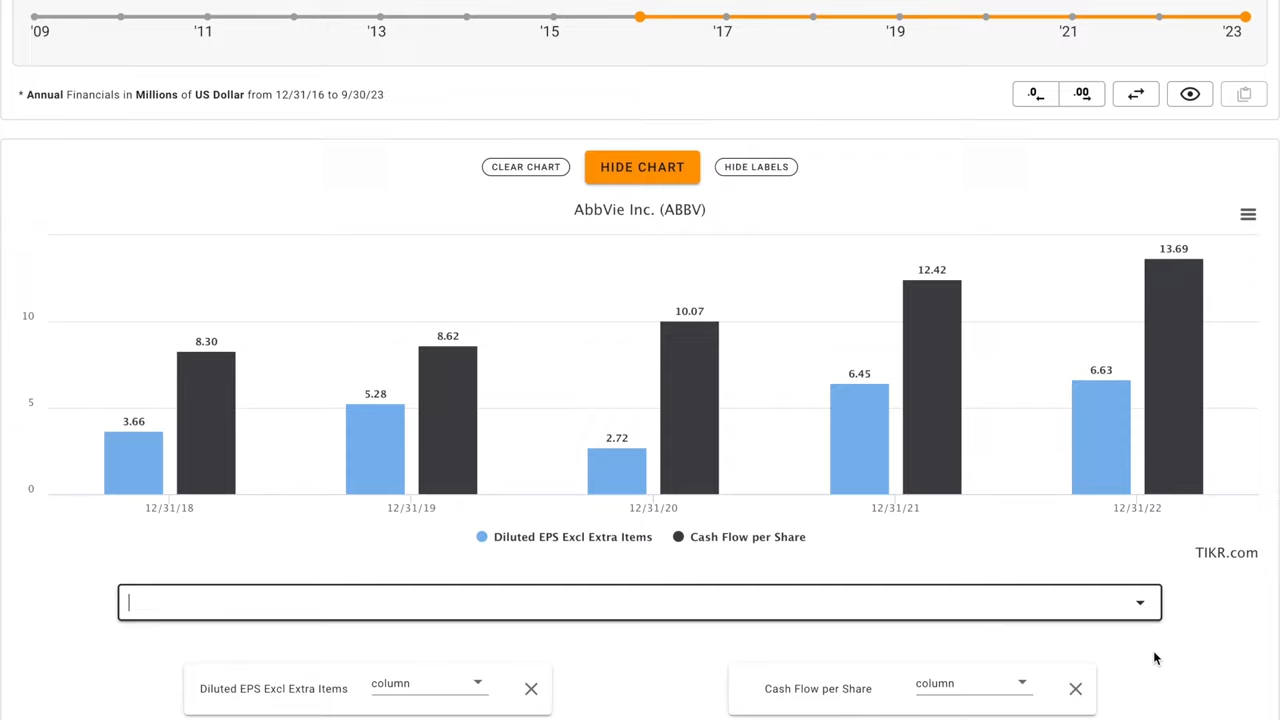 '09 '11 '13 '15 '17 '19 '21 '23
* Annual Financials in Millions of US Dollar from 12/31/16 to 9/30/23
.0 .00
CLEAR CHART HIDE CHART HIDE LABELS
AbbVie Inc. (ABBV)
13.69
12.42
10
10.07
8.62
8.30
6.45
6.63
5
5.28
3.66
2.72
0
12/31/18 12/31/19 12/31/20 12/31/21 12/31/22
Diluted EPS Excl Extra Items Cash Flow per Share
TIKR.com
Diluted EPS Excl Extra Items column
Cash Flow per Share column